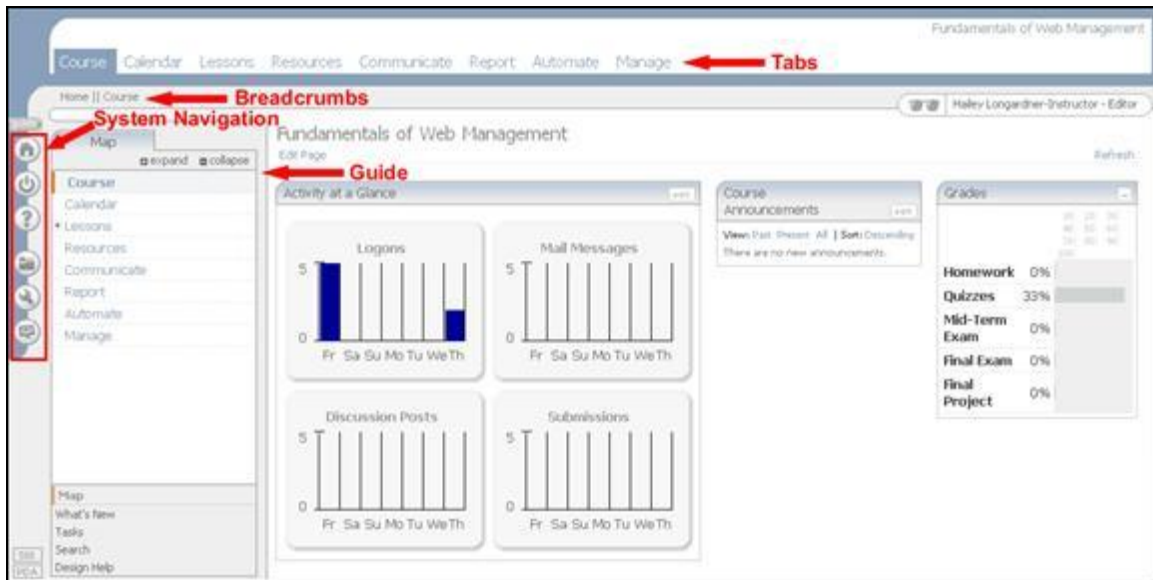 Fundamentals of Web Management
Course Calendar Lessons Resources Communicate Report Automate Manage Tabs
Home || Course Breadcrumbs
Hailey Longardner-Instructor - Editor
System Navigation
Map
expand collapse
Guide
Course
Calendar
Lessons
Resources
Communicate
Report
Automate
Manage
Map
What's New
Tasks
Search
Design Help
PDA
Fundamentals of Web Management
Edit Page Refresh
Activity at a Glance
Logons
5
0
Fr Sa Su Mo Tu We Th
Mail Messages
5
0
Fr Sa Su Mo Tu We Th
Discussion Posts
5
0
Fr Sa Su Mo Tu We Th
Submissions
5
0
Fr Sa Su Mo Tu We Th
Course
Announcements
View: Past Present All | Sort: Descending
There are no new announcements.
Grades
Homework 0%
Quizzes 33%
Mid-Term
Exam 0%
Final Exam 0%
Final
Project 0%